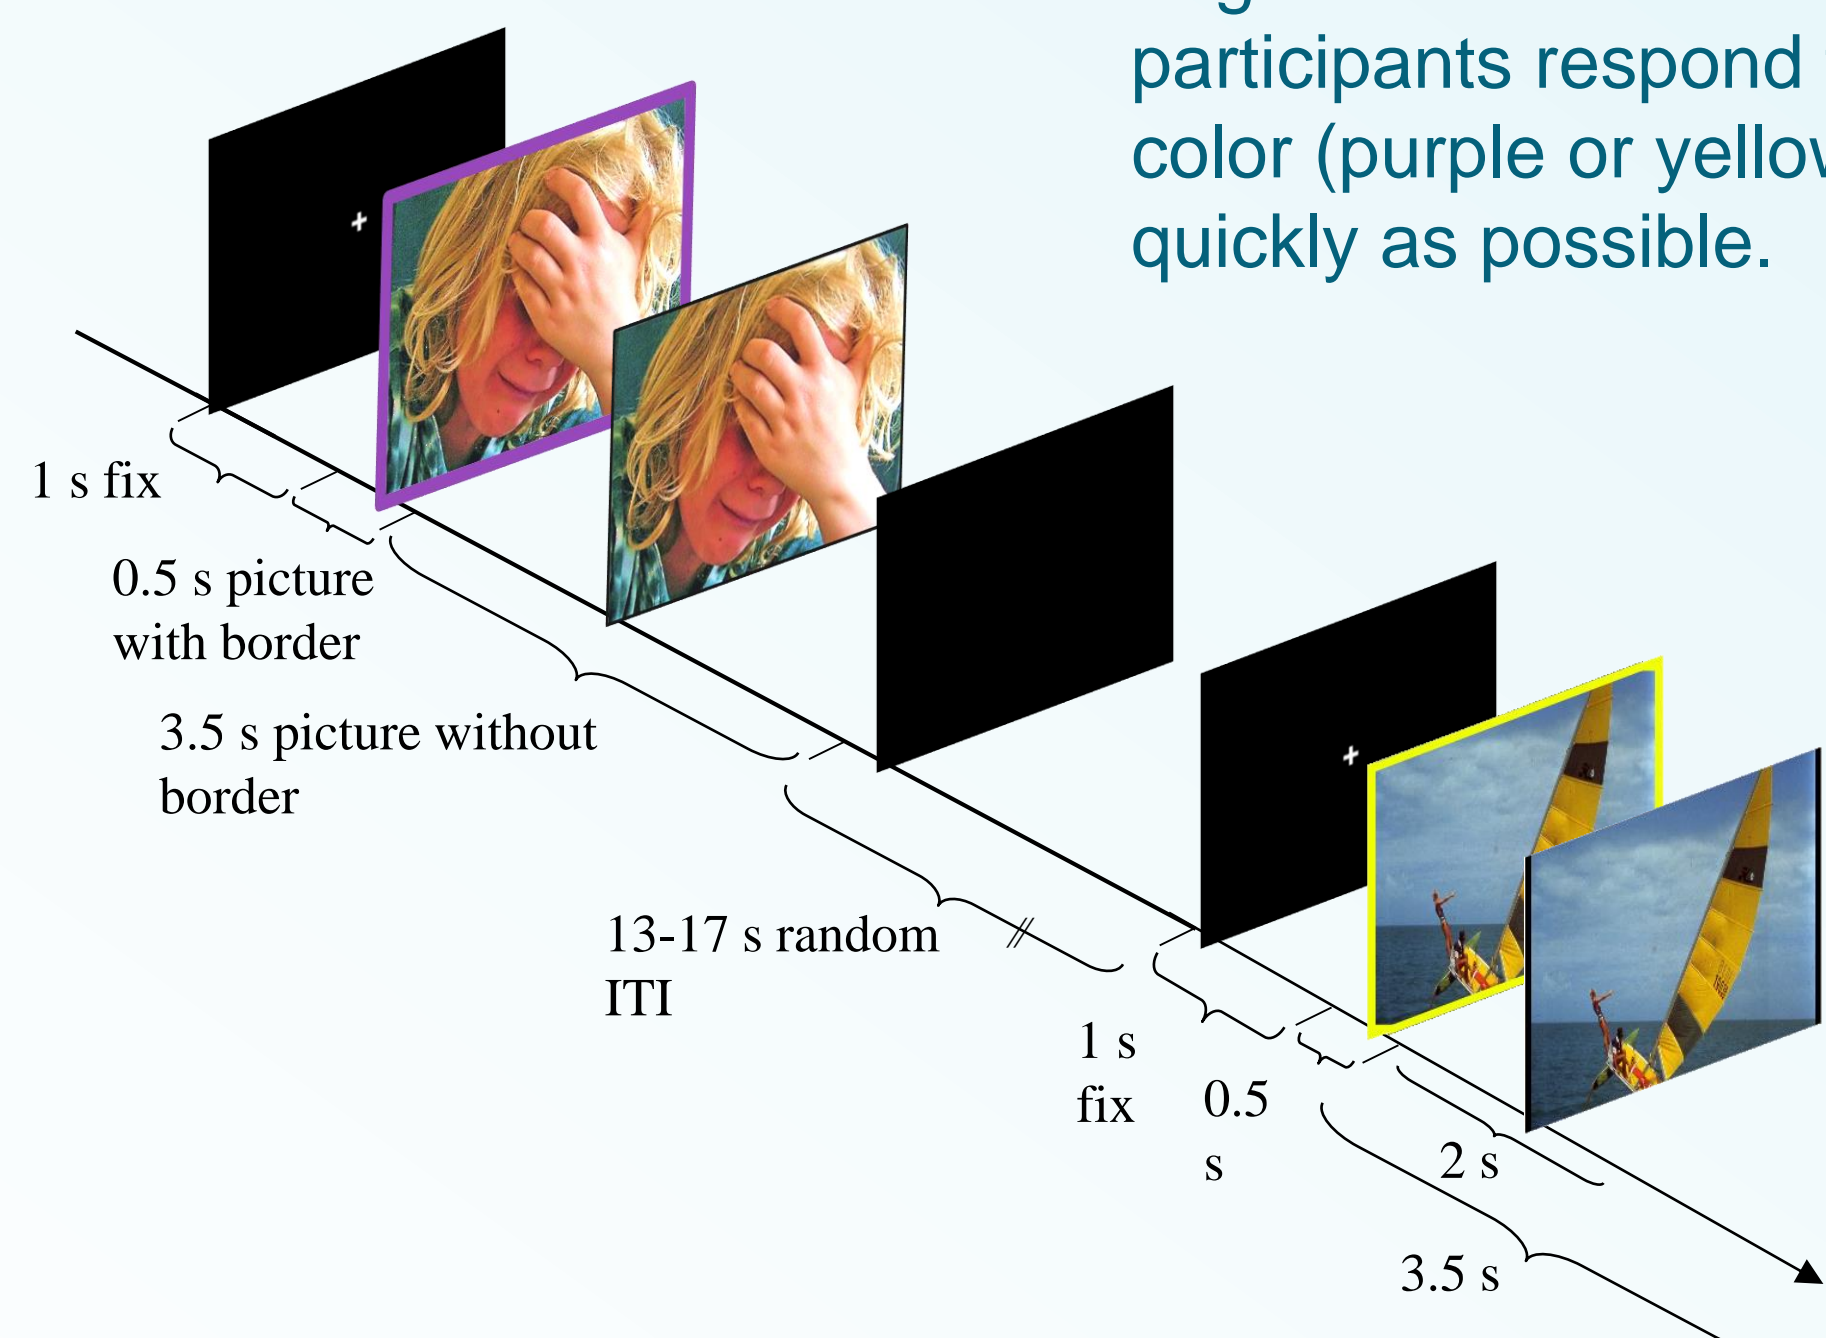 participants respond
color (purple or yellow
quickly as possible.
1 s fix
0.5 s picture
with border
3.5 s picture without
border
13-17 s random
ITI
1 s
fix
0.5
s
2 s
3.5 s